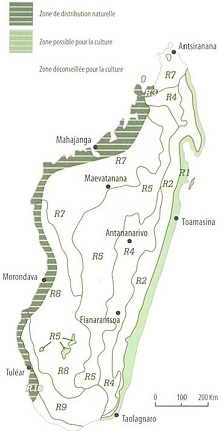 Zone de distribution naturelle
Zone possible pour la culture
Zone déconseillée pour la culture
Antsiranana
R7
R4
Mahajanga
R7
R1
Maevatanana
R5
R2
R7
Toamasina
Antananarivo
R5
R4
Morondava
R2
R8
Fianarantsoa
R5
Tuléar
R8
R5
R4
R10
R9
Taolagnaro
0
100
200 Km